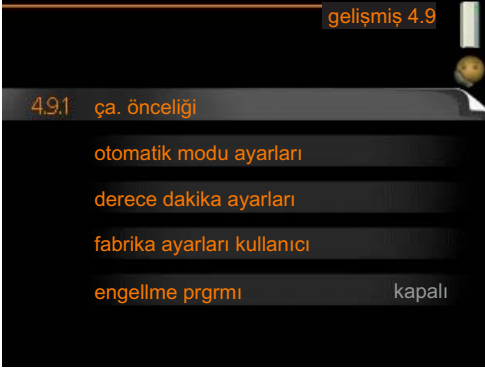 gelişmiş 4.9
4.9.1 ça. önceliği
otomatik modu ayarları
derece dakika ayarları
fabrika ayarları kullanıcı
engellme prgrmı kapalı